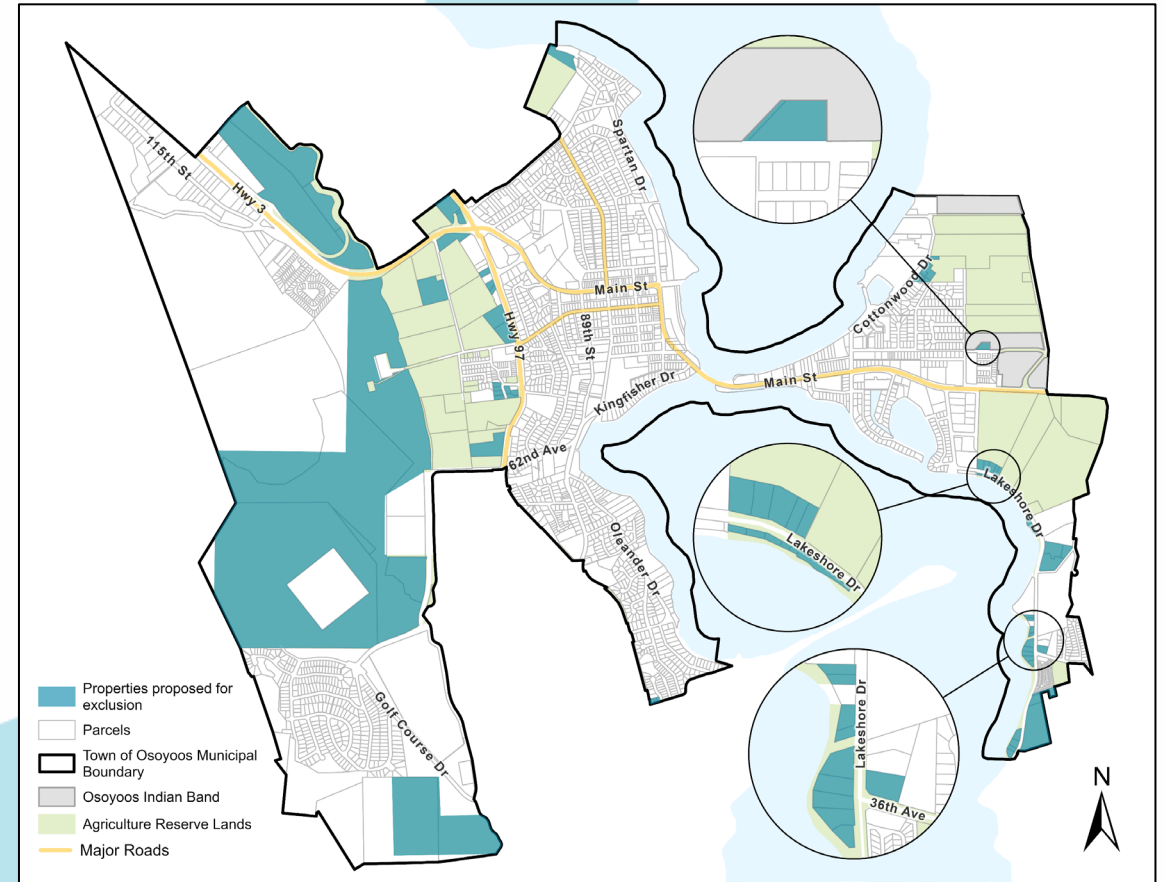 115th St
Hwy 3
Spartan Dr
Main St
Hwy 97
89th St
Kingfisher Dr
62nd Ave
Oleander Dr
Cottonwood Dr
Main St
Lakeshore Dr
Lakeshore Dr
Lakeshore Dr
36th Ave
Golf Course Dr
Properties proposed for
exclusion
Parcels
Town of Osoyoos Municipal
Boundary
Osoyoos Indian Band
Agriculture Reserve Lands
Major Roads
N